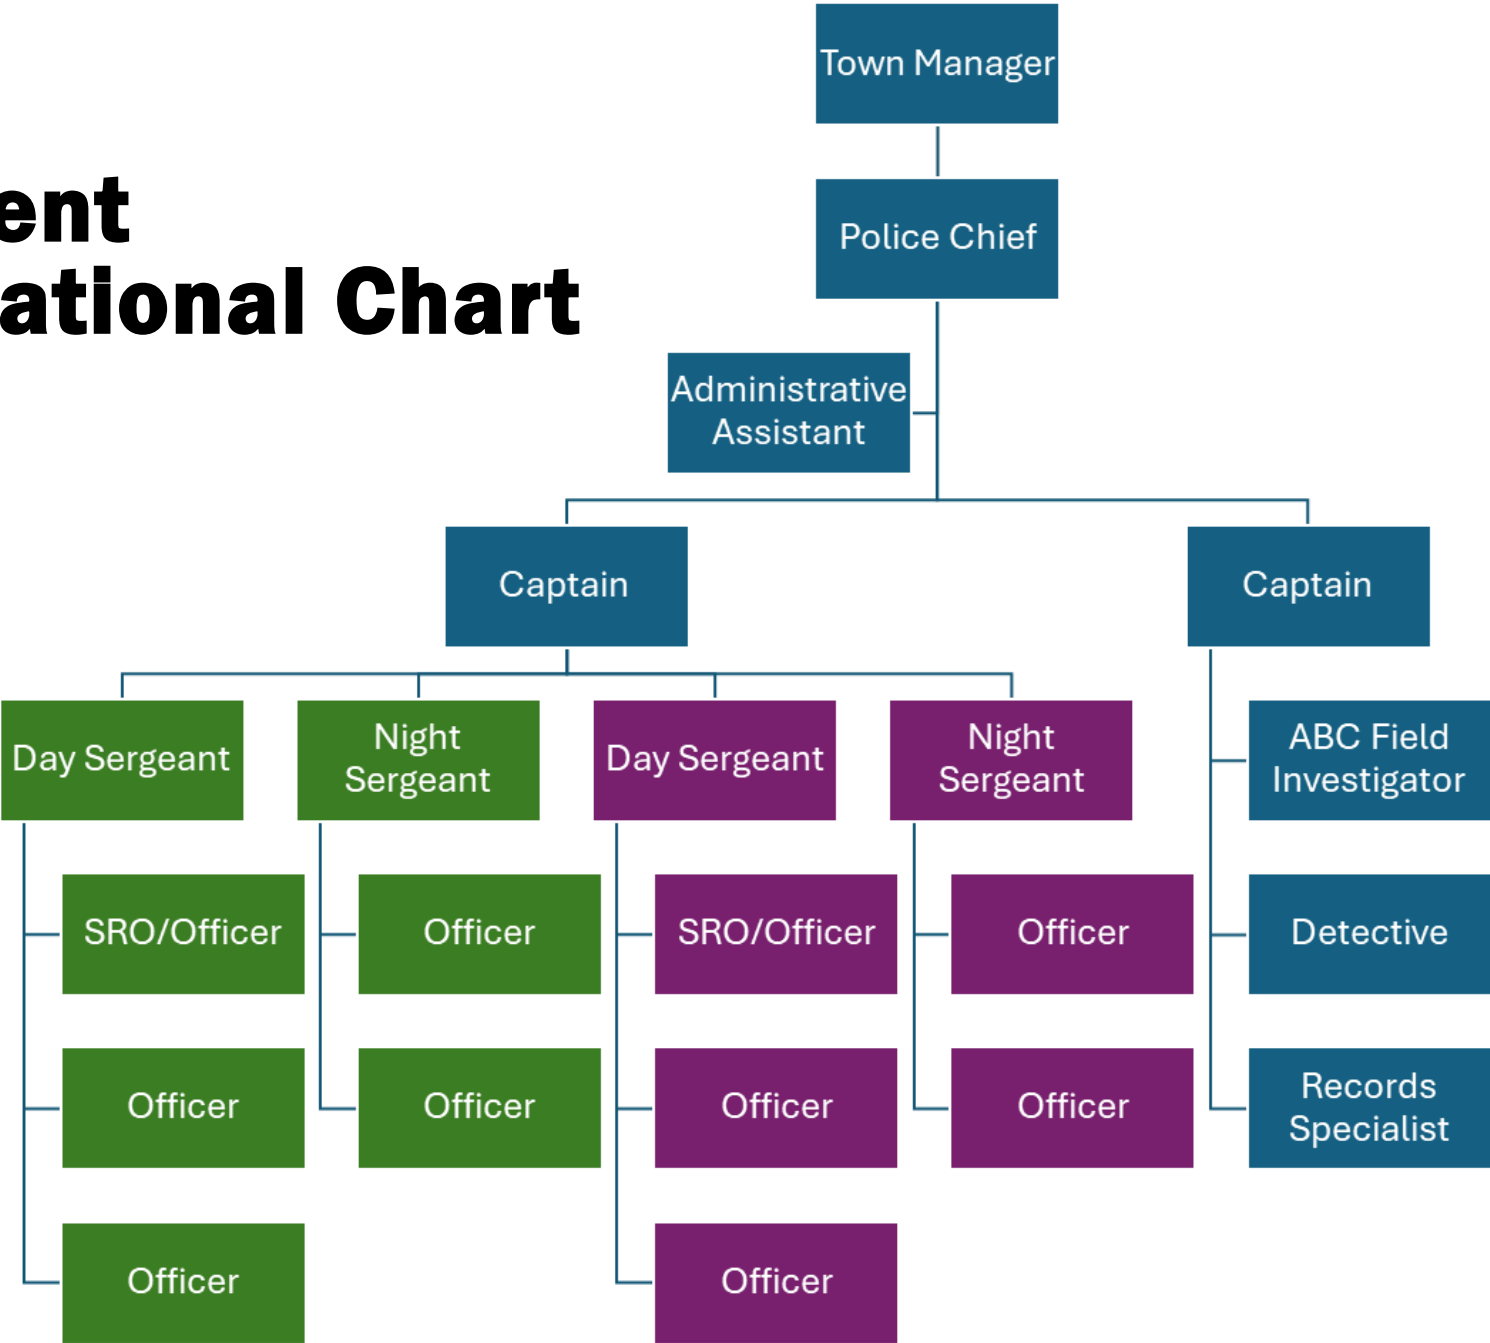 Town Manager
ent
ational Chart
Police Chief
Administrative
Assistant
Captain
Captain
Day Sergeant
Night
Sergeant
Day Sergeant
Night
Sergeant
ABC Field
Investigator
SRO/Officer
Officer
SRO/Officer
Officer
Detective
Officer
Officer
Officer
Officer
Records
Specialist
Officer
Officer